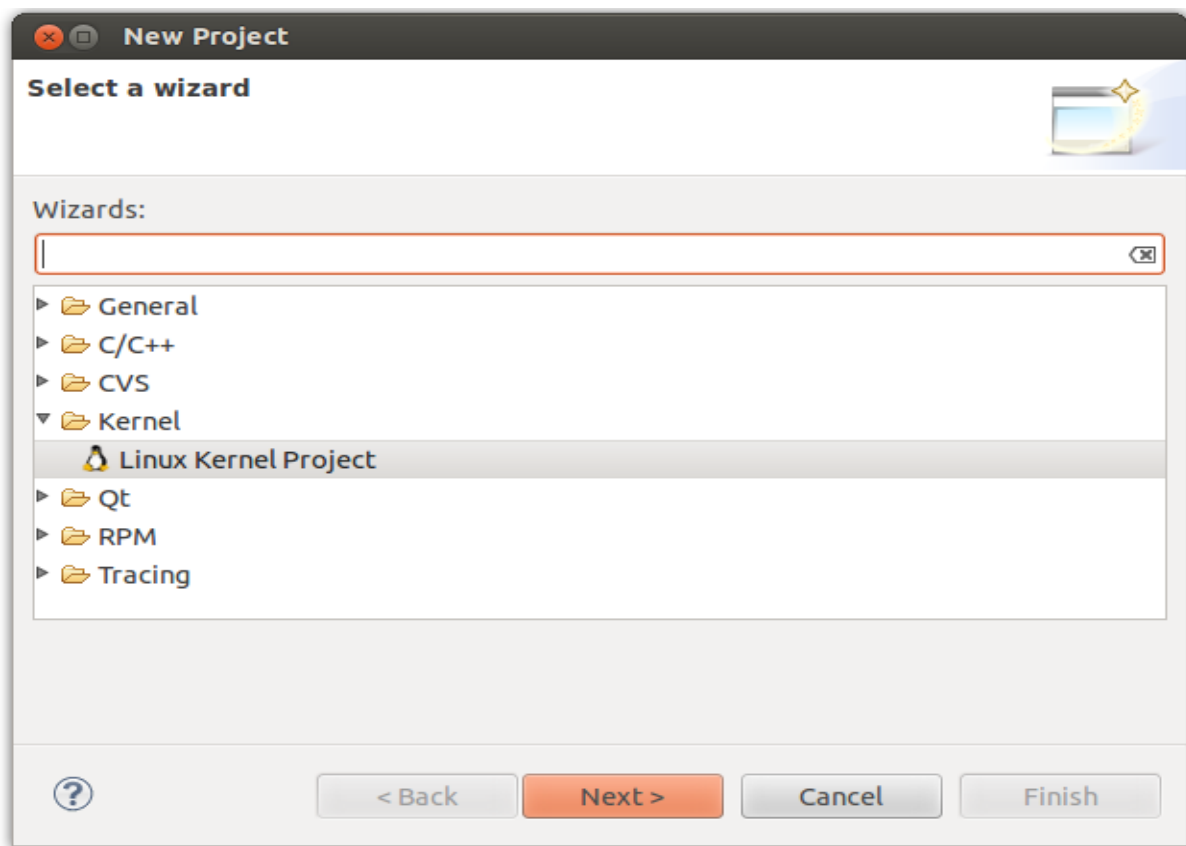 New Project
Select a wizard
Wizards:
General
C/C++
CVS
Kernel
Linux Kernel Project
Qt
RPM
Tracing
?
< Back Next > Cancel Finish